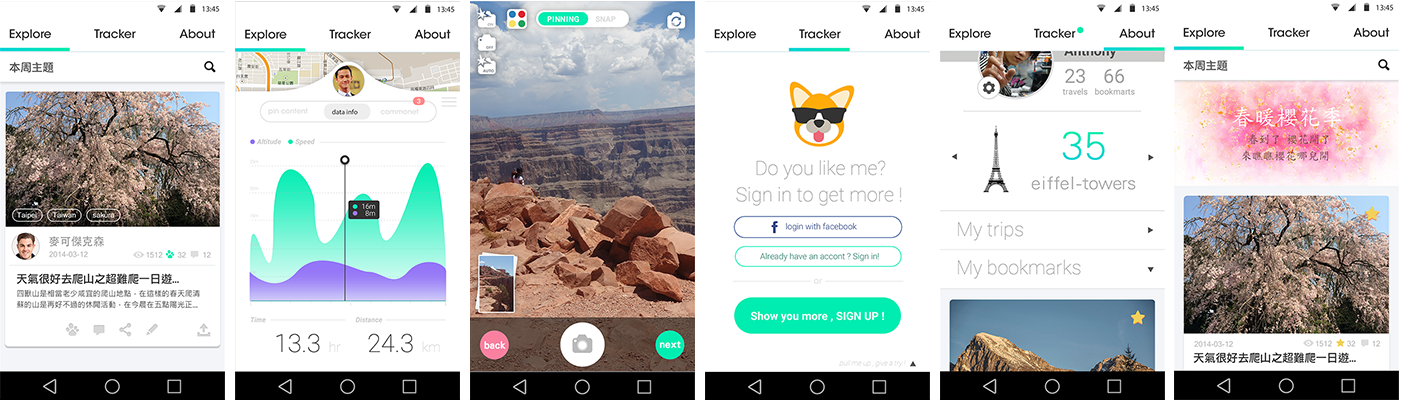 13:45
Explore
Tracker
About
本周主題
Taipei
Taiwan
sakura
麥可傑克森
2014-03-12
1512
32
12
天氣很好去爬山之超難爬一日遊...
四獸山是相當老少咸宜的爬山地點，在這樣的春天爬清
蘇的山是再好不過的休閒活動，在今晨在五點陽光正...
13:45
Explore
Tracker
About
pin content
data info
commonet
3
Altitude
Speed
16m
8m
Time
Distance
13.3 hr
24.3 km
PINNING
SNAP
ON
OFF
AUTO
back
next
13:45
Explore
Tracker
About
Do you like me?
Sign in to get more !
f login with facebook
Already have an accont ? Sign in!
or
Show you more , SIGN UP !
pull me up , give a try !
13:45
Explore
Tracker
About
Anthony
23
66
travels
bookmarts
35
eiffel-towers
My trips
My bookmarks
13:45
Explore
Tracker
About
本周主題
春暖櫻花季
春到了 櫻花開了
來瞧瞧櫻花哪兒開
2014-03-12
1512
32
12
天氣很好去爬山之超難爬一日遊...